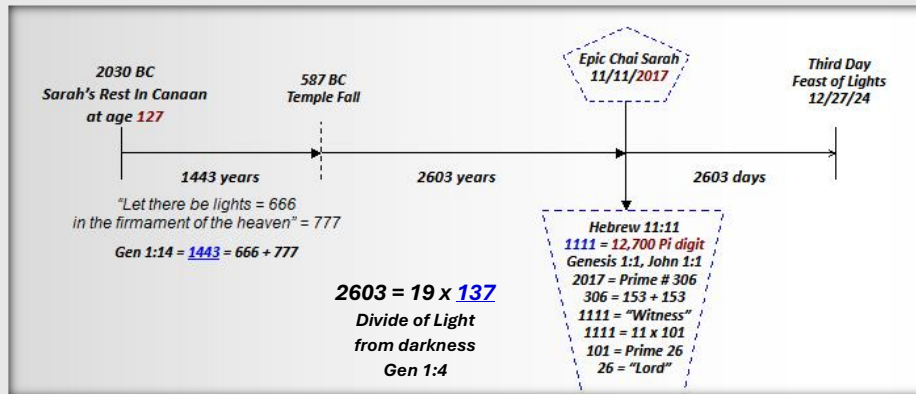 2030 BC
Sarah's Rest In Canaan
at age 127
587 BC
Temple Fall
Epic Chai Sarah
11/11/2017
Third Day
Feast of Lights
12/27/24
1443 years
2603 years
2603 days
"Let there be lights = 666
in the firmament of the heaven" = 777
Gen 1:14 = 1443 = 666 + 777
2603 = 19 x 137
Divide of Light
from darkness
Gen 1:4
Hebrew 11:11
1111 = 12,700 Pi digit
Genesis 1:1, John 1:1
2017 = Prime # 306
306 = 153 + 153
1111 = "Witness"
1111 = 11 x 101
101 = Prime 26
26 = "Lord"